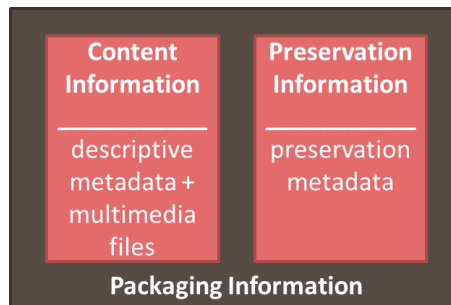 Content
Information
descriptive
metadata +
multimedia
files
Preservation
Information
preservation
metadata
Packaging Information